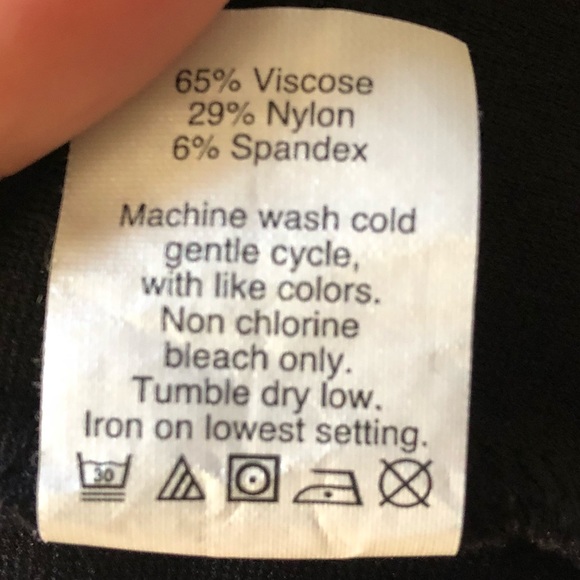 65% Viscose
29% Nylon
6% Spandex
Machine wash cold
gentle cycle,
with like colors.
Non chlorine
bleach only.
Tumble dry low.
Iron on lowest setting.
30